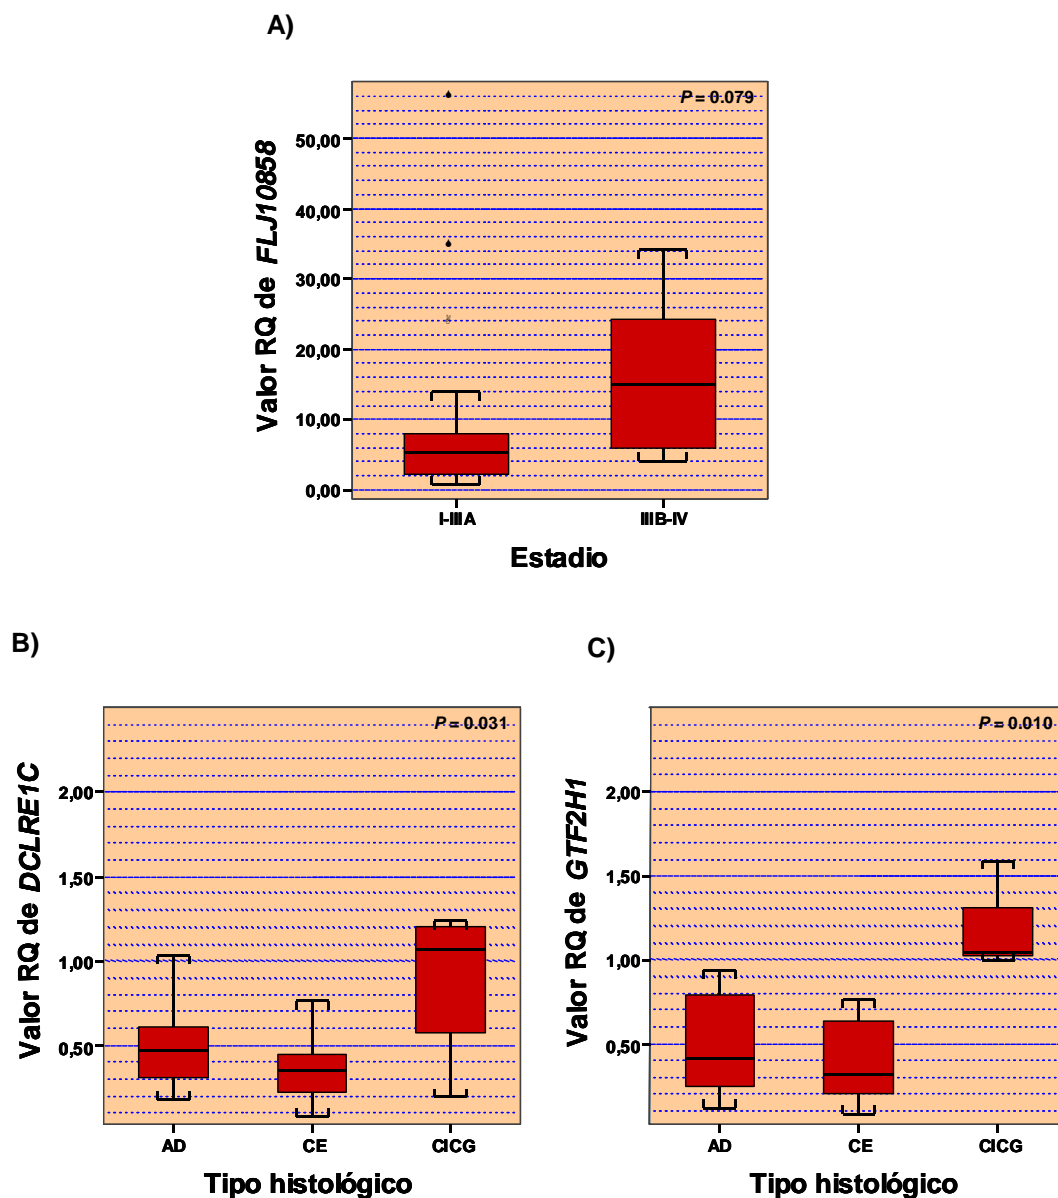 A)
P = 0.079
Valor RQ de FLJ10858
50,00
40,00
30,00
20,00
10,00
0,00
I-IIIA
IIIB-IV
Estadio
B)
P = 0.031
Valor RQ de DCLRE1C
2,00
1,50
1,00
0,50
AD
CE
CICG
Tipo histológico
C)
P = 0.010
Valor RQ de GTF2H1
2,00
1,50
1,00
0,50
AD
CE
CICG
Tipo histológico